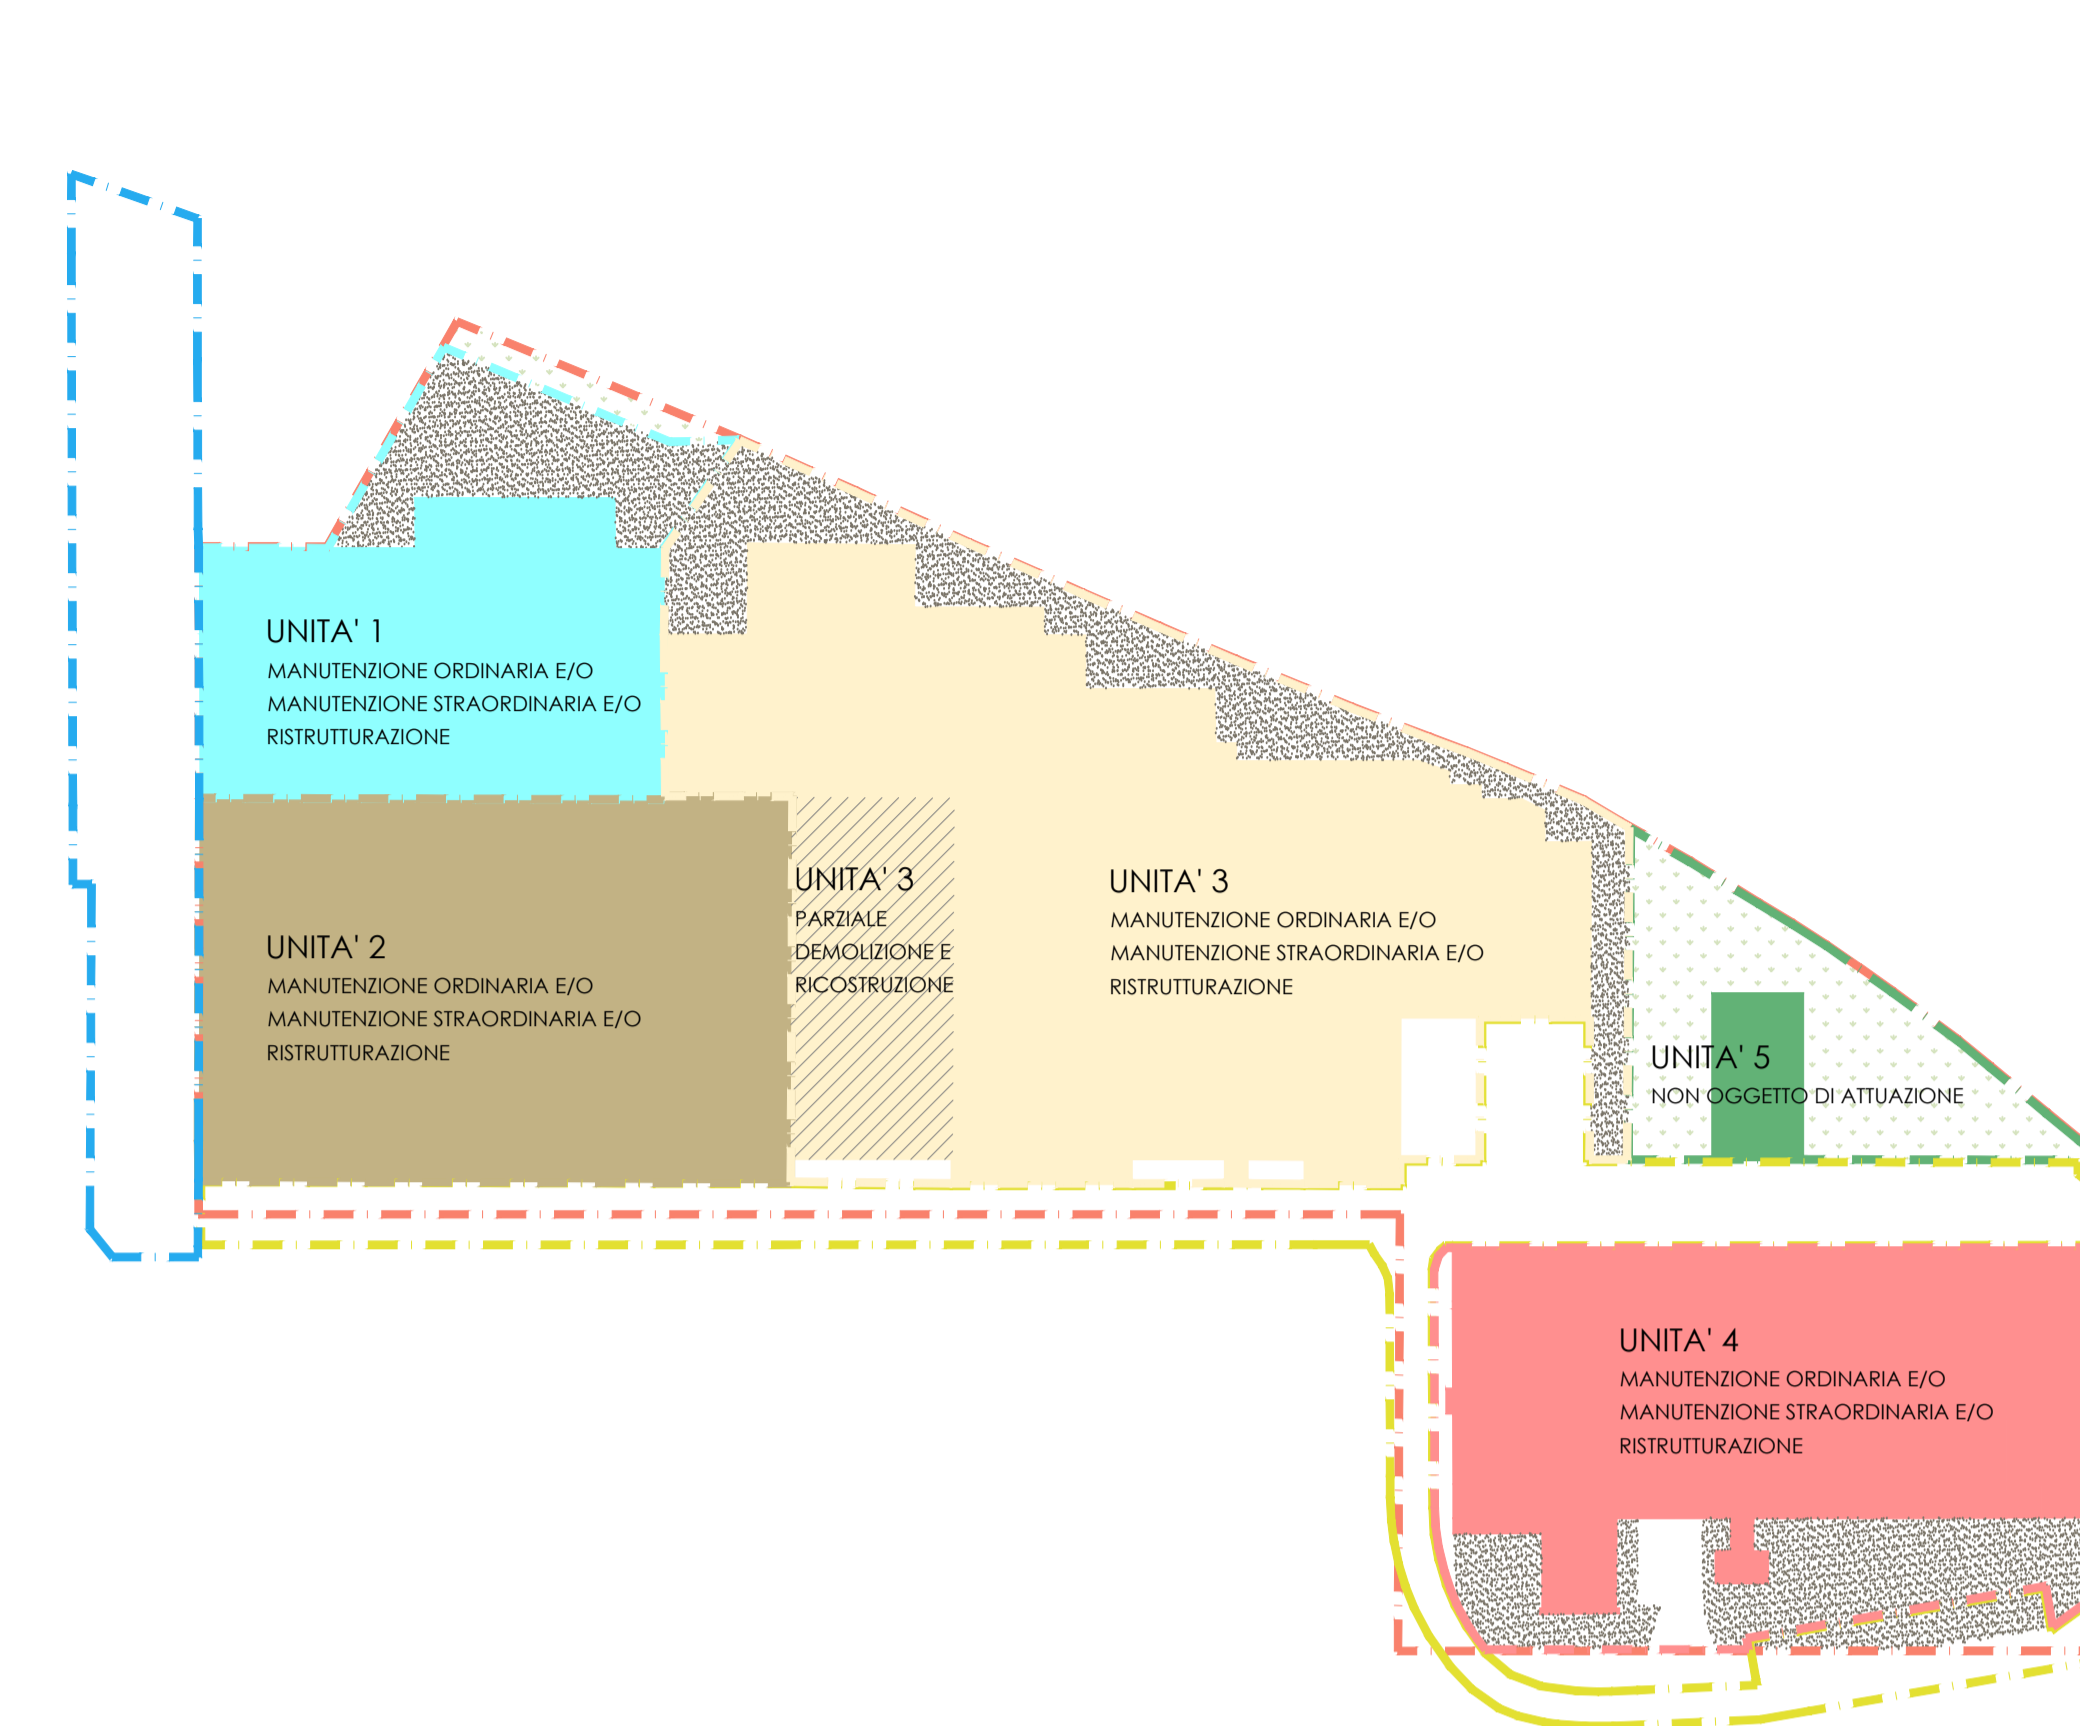 UNITA' 1
MANUTENZIONE ORDINARIA E/O
MANUTENZIONE STRAORDINARIA E/O
RISTRUTTURAZIONE
UNITA' 2
MANUTENZIONE ORDINARIA E/O
MANUTENZIONE STRAORDINARIA E/O
RISTRUTTURAZIONE
UNITA' 3
PARZIALE
DEMOLIZIONE E
RICOSTRUZIONE
UNITA' 3
MANUTENZIONE ORDINARIA E/O
MANUTENZIONE STRAORDINARIA E/O
RISTRUTTURAZIONE
UNITA' 5
NON OGGETTO DI ATTUAZIONE
UNITA' 4
MANUTENZIONE ORDINARIA E/O
MANUTENZIONE STRAORDINARIA E/O
RISTRUTTURAZIONE